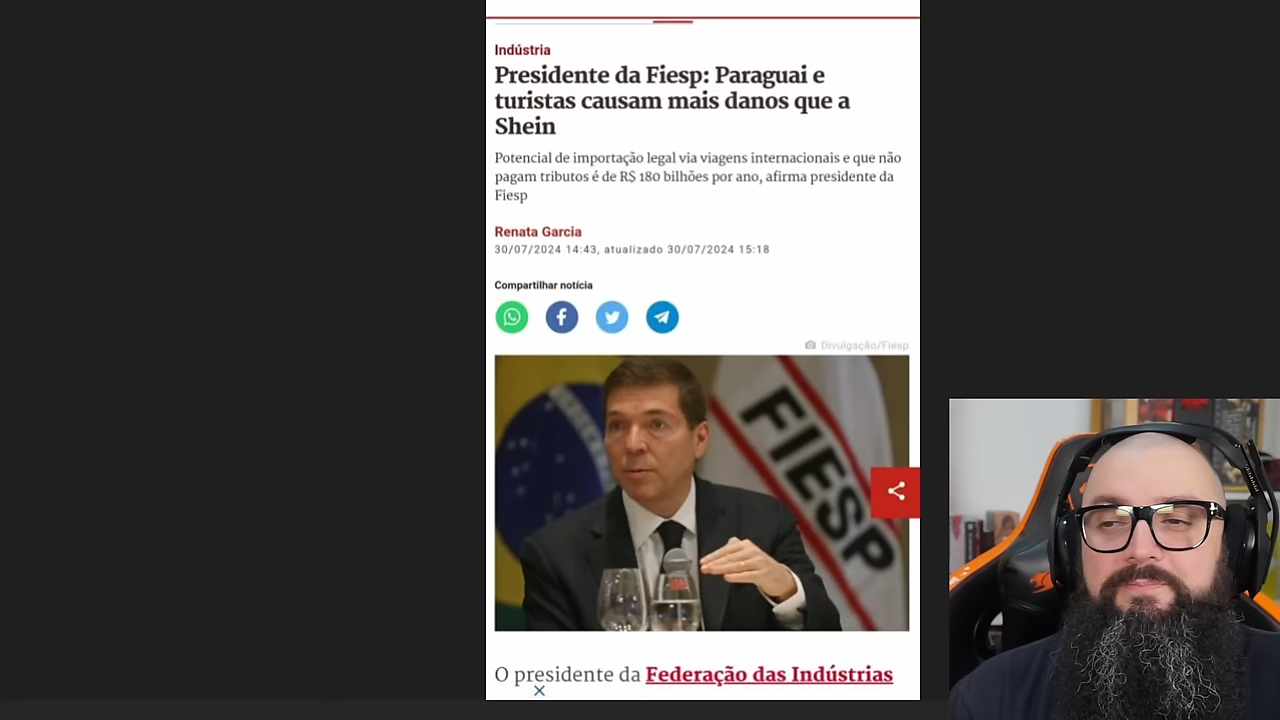 Indústria
Presidente da Fiesp: Paraguai e
turistas causam mais danos que a
Shein
Potencial de importação legal via viagens internacionais e que não
pagam tributos é de R$ 180 bilhões por ano, afirma presidente da
Fiesp
Renata Garcia
30/07/2024 14:43, atualizado 30/07/2024 15:18
Compartilhar notícia
Divulgação/Fiesp
FIESP
O presidente da Federação das Indústrias